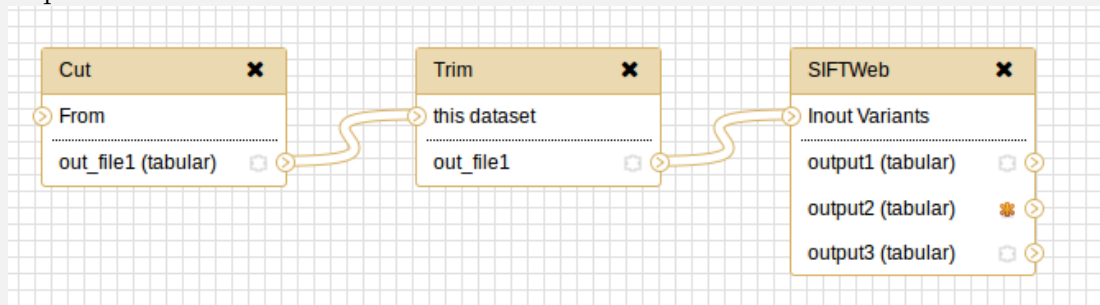 Cut
From
out_file1 (tabular)
Trim
this dataset
out_file1
SIFTWeb
Inout Variants
output1 (tabular)
output2 (tabular)
output3 (tabular)